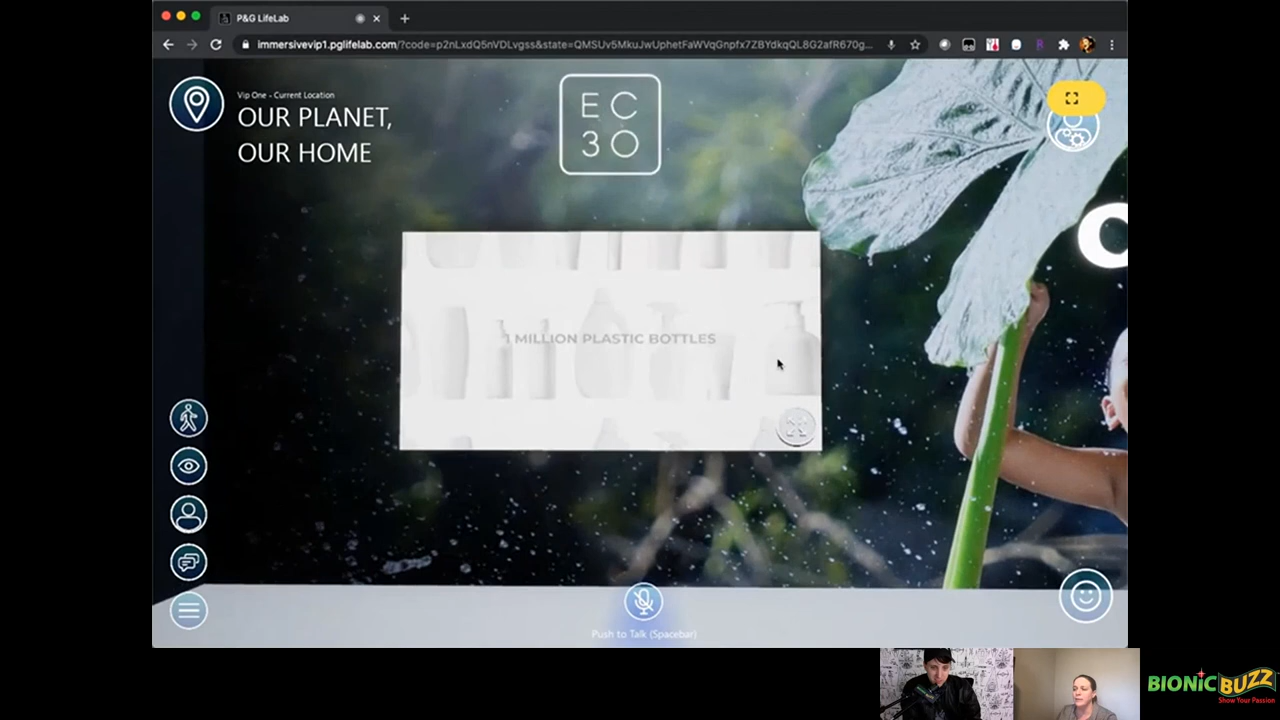 P&G LifeLab
immersivevip1.pglifelab.com/?code=p2nLxdQ5nVDLvgss&state=QMSUv5MkuJwUphetFaWVqGnpfx7ZBYdkqQL8G2afR670g...
Vip One - Current Location
OUR PLANET,
OUR HOME
EC
30
1 MILLION PLASTIC BOTTLES
Push to Talk (Spacebar)
BIONIC BUZZ
Show Your Passion